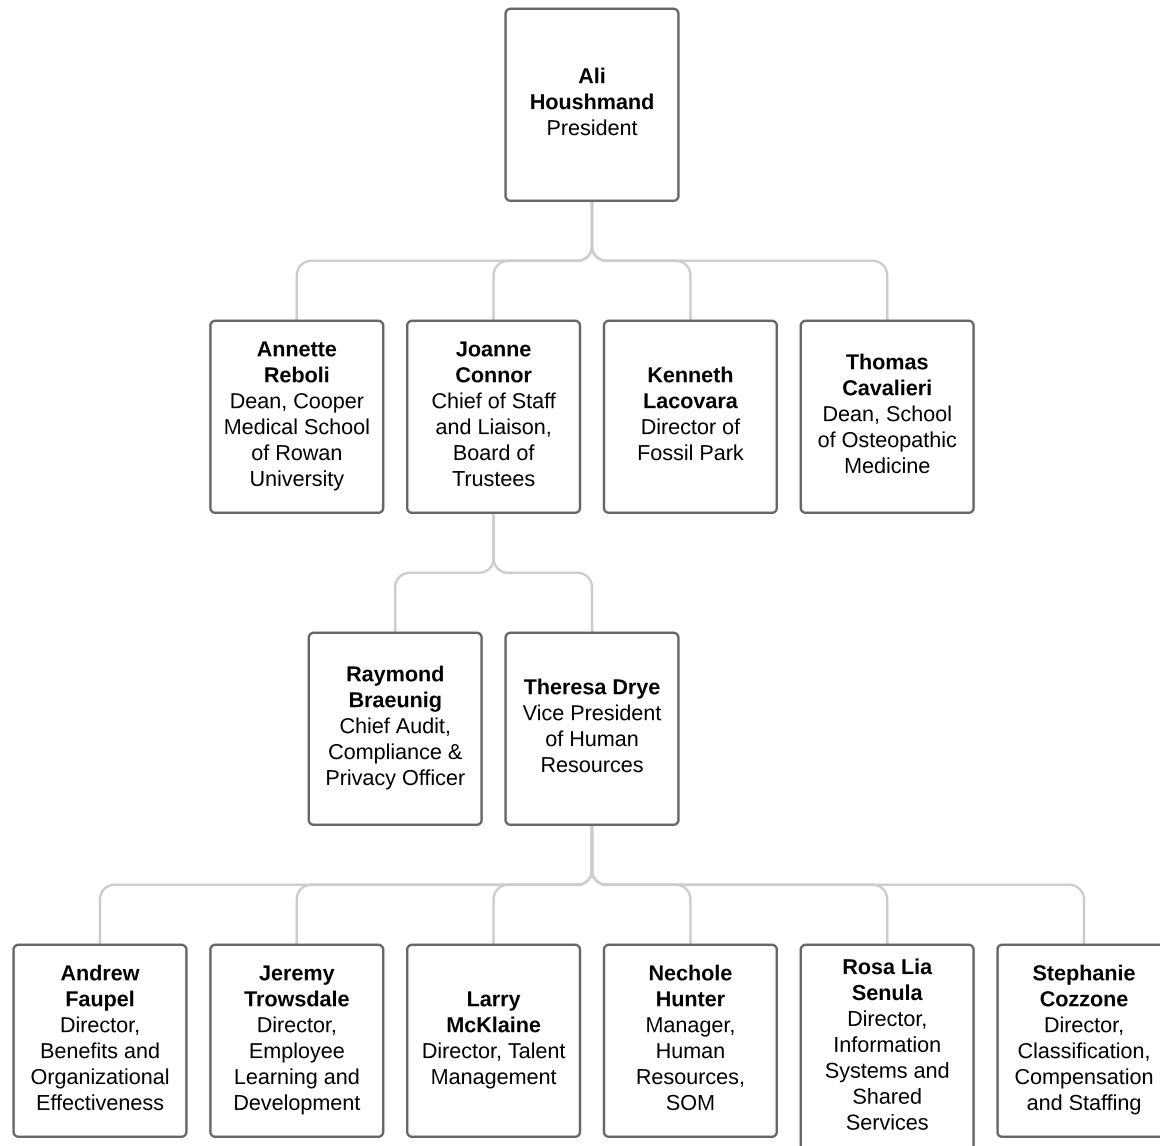 Ali
Houshmand
President
Annette
Reboli
Dean, Cooper
Medical School
of Rowan
University
Joanne
Connor
Chief of Staff
and Liaison,
Board of
Trustees
Kenneth
Lacovara
Director of
Fossil Park
Thomas
Cavalieri
Dean, School
of Osteopathic
Medicine
Raymond
Braeunig
Chief Audit,
Compliance &
Privacy Officer
Theresa Drye
Vice President
of Human
Resources
Andrew
Faupel
Director,
Benefits and
Organizational
Effectiveness
Jeremy
Trowsdale
Director,
Employee
Learning and
Development
Larry
McKlaine
Director, Talent
Management
Nechole
Hunter
Manager,
Human
Resources,
SOM
Rosa Lia
Senula
Director,
Information
Systems and
Shared
Services
Stephanie
Cozzone
Director,
Classification,
Compensation
and Staffing